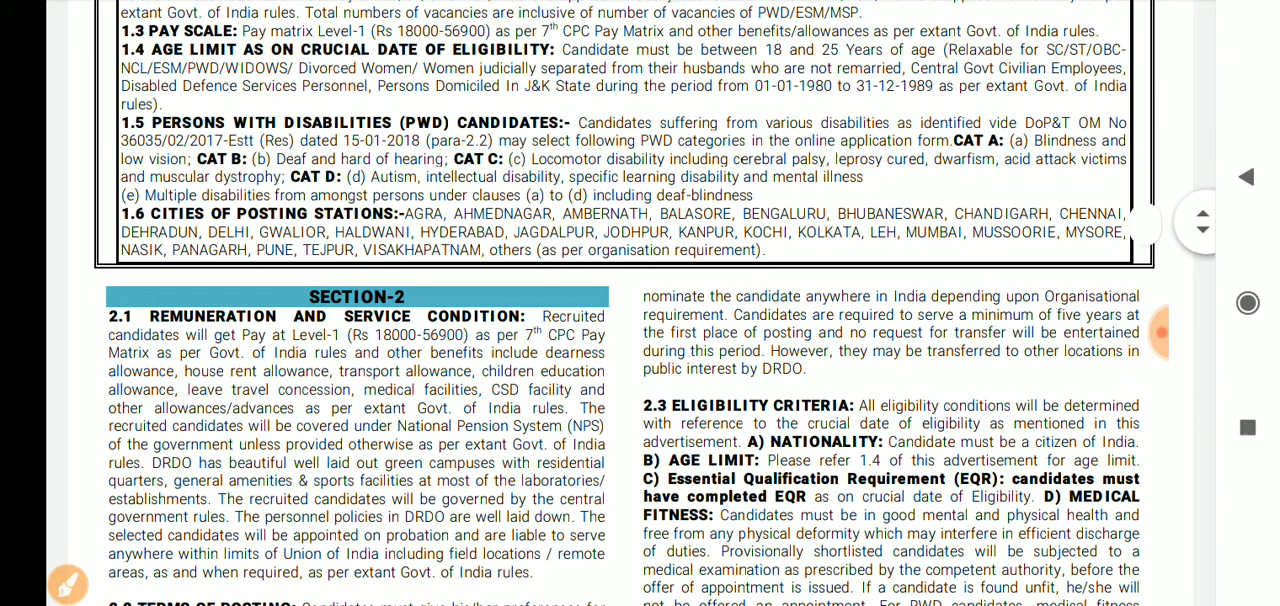 extant Govt. of India rules. Total numbers of vacancies are inclusive of number of vacancies of PWD/ESM/MSP.
1.3 PAY SCALE: Pay matrix Level-1 (Rs 18000-56900) as per 7th CPC Pay Matrix and other benefits/allowances as per extant Govt. of India rules.
1.4 AGE LIMIT AS ON CRUCIAL DATE OF ELIGIBILITY: Candidate must be between 18 and 25 Years of age (Relaxable for SC/ST/OBC-
NCL/ESM/PWD/WIDOWS/ Divorced Women/ Women judicially separated from their husbands who are not remarried, Central Govt Civilian Employees,
Disabled Defence Services Personnel, Persons Domiciled In J&K State during the period from 01-01-1980 to 31-12-1989 as per extant Govt. of India
rules).
1.5 PERSONS WITH DISABILITIES (PWD) CANDIDATES:- Candidates suffering from various disabilities as identified vide DoP&T OM No
36035/02/2017-Estt (Res) dated 15-01-2018 (para-2.2) may select following PWD categories in the online application form.CAT A: (a) Blindness and
low vision; CAT B: (b) Deaf and hard of hearing; CAT C: (c) Locomotor disability including cerebral palsy, leprosy cured, dwarfism, acid attack victims
and muscular dystrophy; CAT D: (d) Autism, intellectual disability, specific learning disability and mental illness
(e) Multiple disabilities from amongst persons under clauses (a) to (d) including deaf-blindness
1.6 CITIES OF POSTING STATIONS:-AGRA, AHMEDNAGAR, AMBERNATH, BALASORE, BENGALURU, BHUBANESWAR, CHANDIGARH, CHENNAI,
DEHRADUN, DELHI, GWALIOR, HALDWANI, HYDERABAD, JAGDALPUR, JODHPUR, KANPUR, KOCHI, KOLKATA, LEH, MUMBAI, MUSSOORIE, MYSORE,
NASIK, PANAGARH, PUNE, TEJPUR, VISAKHAPATNAM, others (as per organisation requirement).
SECTION-2
2.1 REMUNERATION AND SERVICE CONDITION: Recruited
candidates will get Pay at Level-1 (Rs 18000-56900) as per 7th CPC Pay
Matrix as per Govt. of India rules and other benefits include dearness
allowance, house rent allowance, transport allowance, children education
allowance, leave travel concession, medical facilities, CSD facility and
other allowances/advances as per extant Govt. of India rules. The
recruited candidates will be covered under National Pension System (NPS)
of the government unless provided otherwise as per extant Govt. of India
rules. DRDO has beautiful well laid out green campuses with residential
quarters, general amenities & sports facilities at most of the laboratories/
establishments. The recruited candidates will be governed by the central
government rules. The personnel policies in DRDO are well laid down. The
selected candidates will be appointed on probation and are liable to serve
anywhere within limits of Union of India including field locations / remote
areas, as and when required, as per extant Govt. of India rules.
nominate the candidate anywhere in India depending upon Organisational
requirement. Candidates are required to serve a minimum of five years at
the first place of posting and no request for transfer will be entertained
during this period. However, they may be transferred to other locations in
public interest by DRDO.
2.3 ELIGIBILITY CRITERIA: All eligibility conditions will be determined
with reference to the crucial date of eligibility as mentioned in this
advertisement. A) NATIONALITY: Candidate must be a citizen of India.
B) AGE LIMIT: Please refer 1.4 of this advertisement for age limit.
C) Essential Qualification Requirement (EQR): candidates must
have completed EQR as on crucial date of Eligibility. D) MEDICAL
FITNESS: Candidates must be in good mental and physical health and
free from any physical deformity which may interfere in efficient discharge
of duties. Provisionally shortlisted candidates will be subjected to a
medical examination as prescribed by the competent authority, before the
offer of appointment is issued. If a candidate is found unfit, he/she will